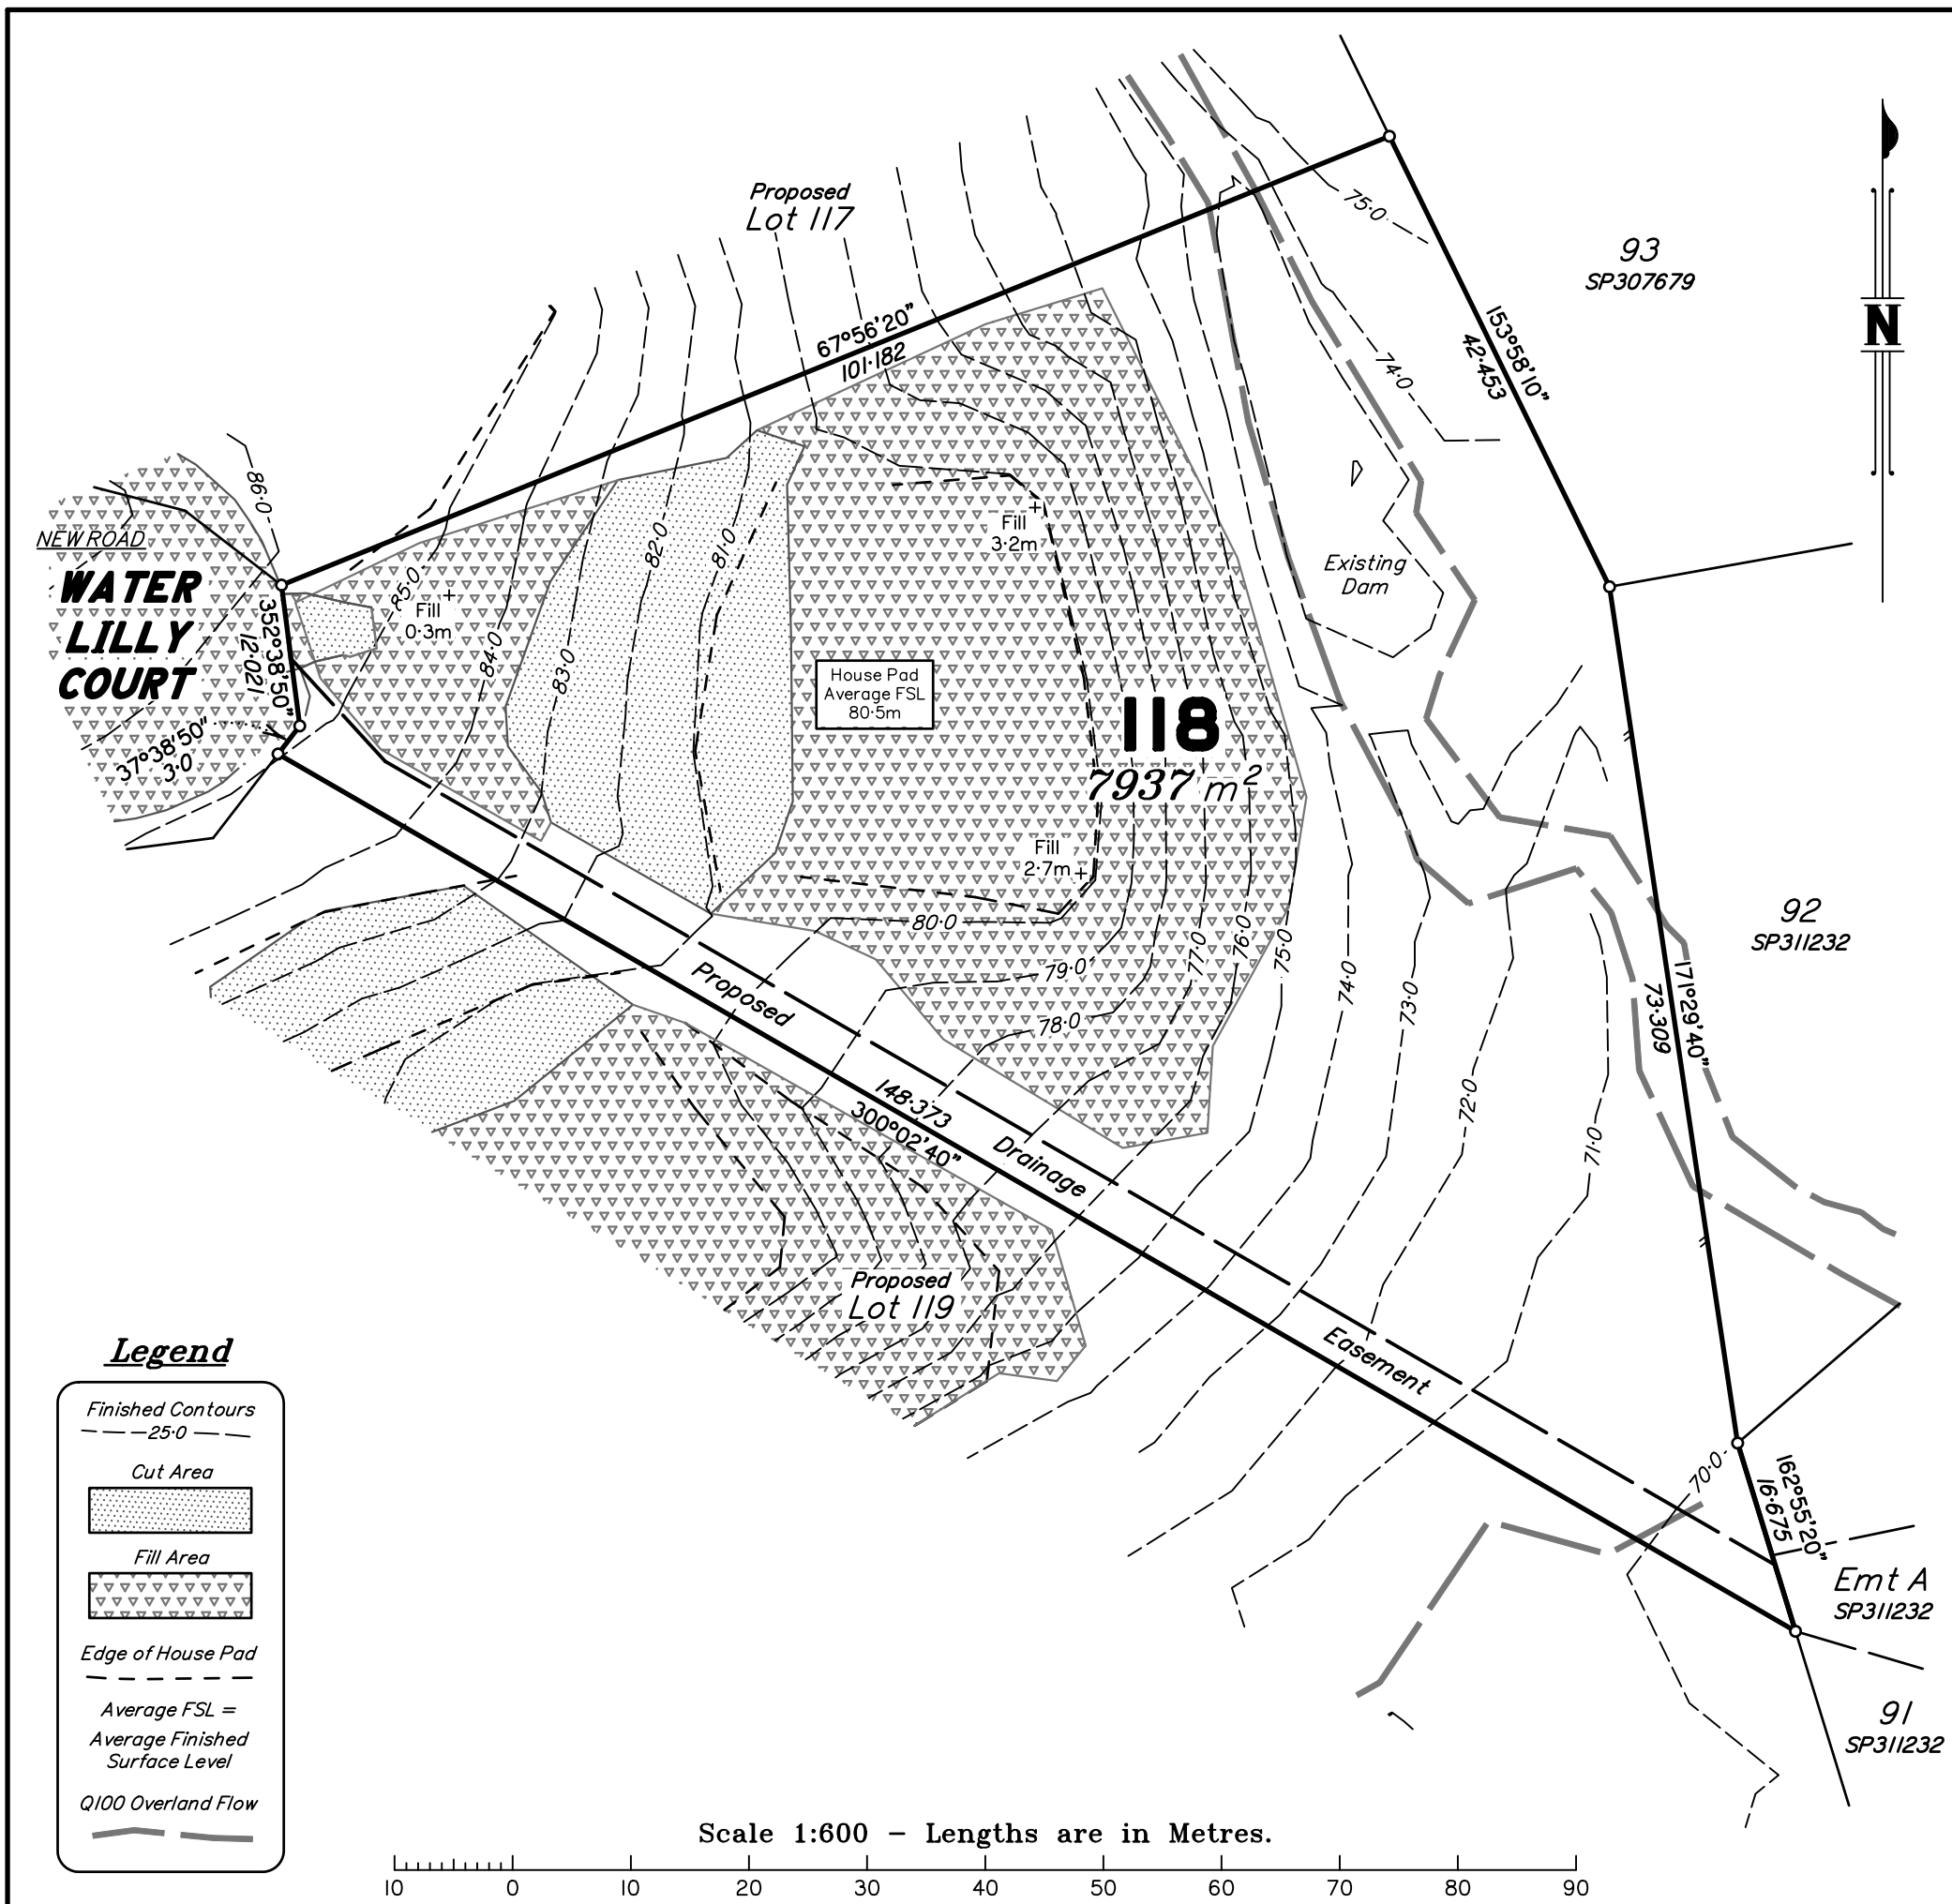 Proposed
Lot 117
75·0
93
SP307679
N
67°56'20"
101·182
153°58'10"
42·453
74·0
86·0
NEW ROAD
WATER
LILLY
COURT
352°38'50"
12·021
37°38'50"
3·0
85·0
Fill
0·3m
84·0
83·0
82·0
81·0
Fill
3·2m
Existing
Dam
House Pad
Average FSL
80·5m
118
7937 m²
Fill
2·7m
80·0
79·0
78·0
77·0
76·0
75·0
74·0
73·0
72·0
71·0
70·0
92
SP311232
171°29'40"
73·309
Proposed
Drainage
Easement
148·373
300°02'40"
Proposed
Lot 119
162°55'20"
16·675
Emt A
SP311232
91
SP311232
Legend
Finished Contours
25·0
Cut Area
Fill Area
Edge of House Pad
Average FSL =
Average Finished
Surface Level
Q100 Overland Flow
Scale 1:600 – Lengths are in Metres.
10 0 10 20 30 40 50 60 70 80 90